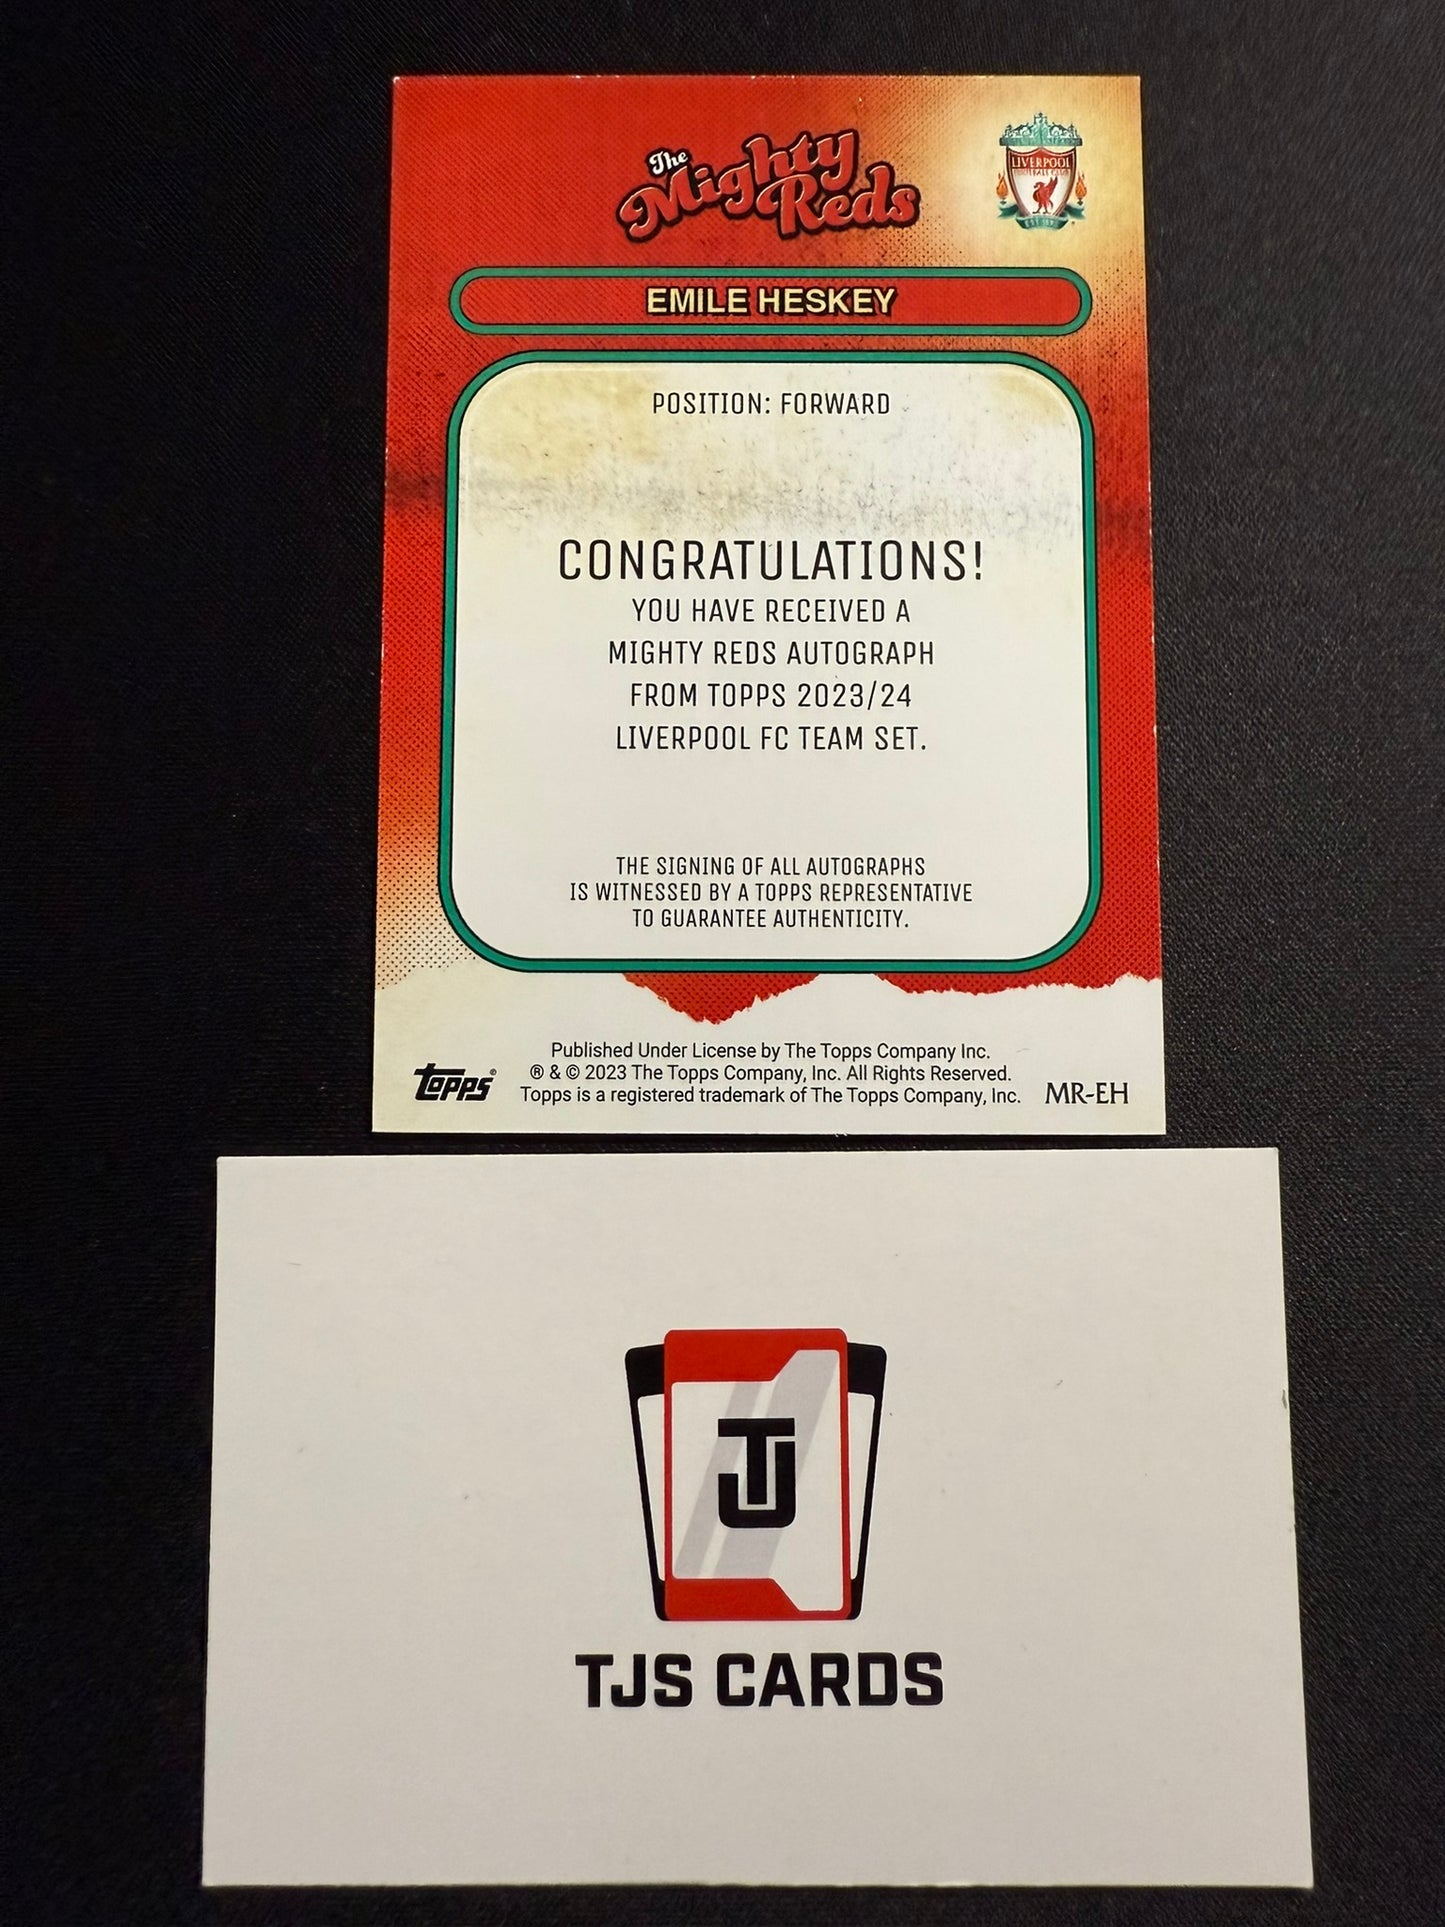 The
Mighty
Reds
LIVERPOOL
FOOTBALL CLUB
EMILE HESKEY
POSITION: FORWARD
CONGRATULATIONS!
YOU HAVE RECEIVED A
MIGHTY REDS AUTOGRAPH
FROM TOPPS 2023/24
LIVERPOOL FC TEAM SET.
THE SIGNING OF ALL AUTOGRAPHS
IS WITNESSED BY A TOPPS REPRESENTATIVE
TO GUARANTEE AUTHENTICITY.
Published Under License by The Topps Company Inc.
® & © 2023 The Topps Company, Inc. All Rights Reserved.
Topps is a registered trademark of The Topps Company, Inc.
Topps®
MR-EH
TJ
TJS CARDS